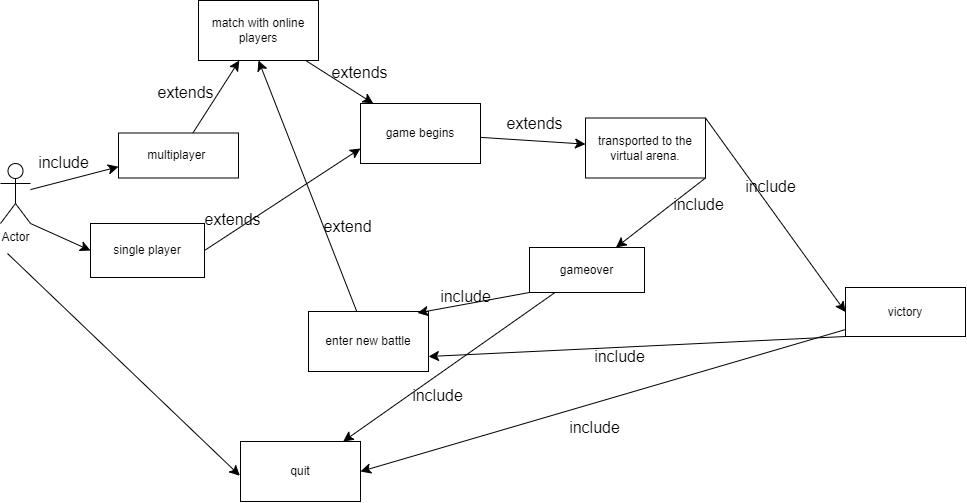 match with online
players
extends
extends
game begins
extends
transported to the
virtual arena.
multiplayer
include
include
include
Actor
single player
extends
extend
gameover
include
enter new battle
victory
include
include
include
quit